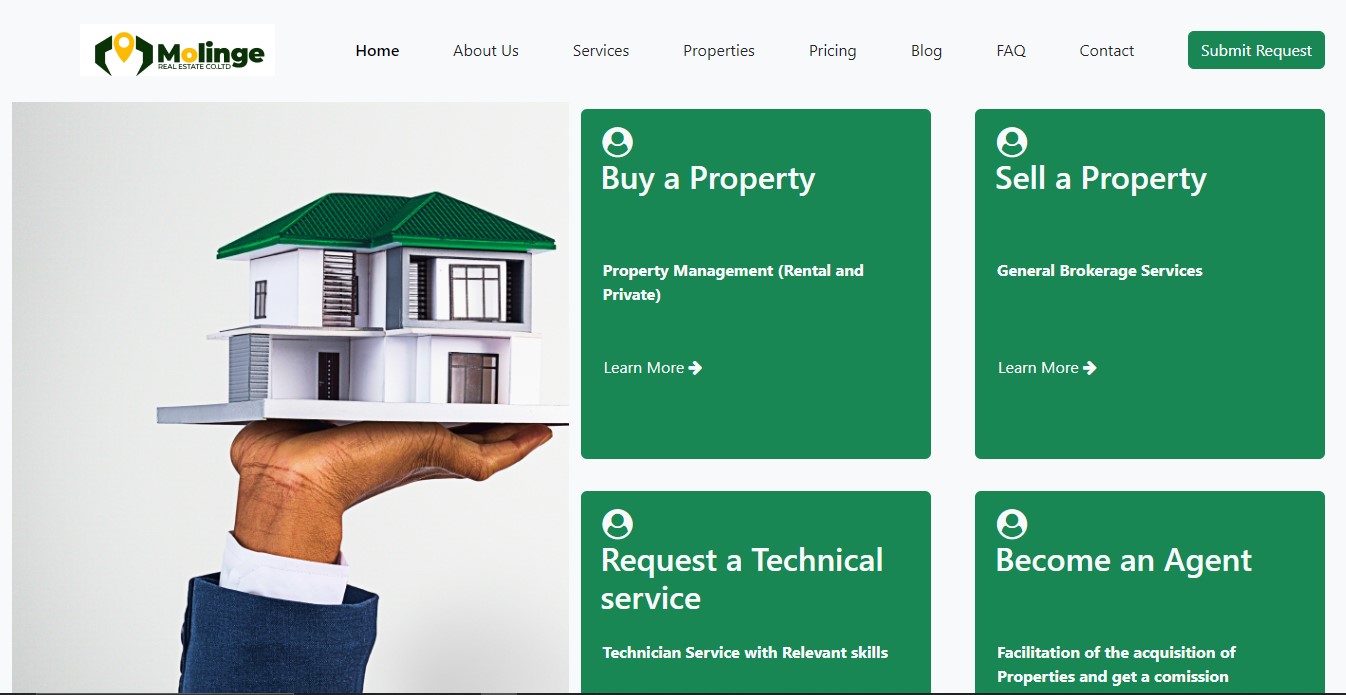 Molinge
REAL ESTATE CO.LTD
Home
About Us
Services
Properties
Pricing
Blog
FAQ
Contact
Submit Request
Buy a Property
Property Management (Rental and
Private)
Learn More
Sell a Property
General Brokerage Services
Learn More
Request a Technical
service
Technician Service with Relevant skills
Become an Agent
Facilitation of the acquisition of
Properties and get a comission